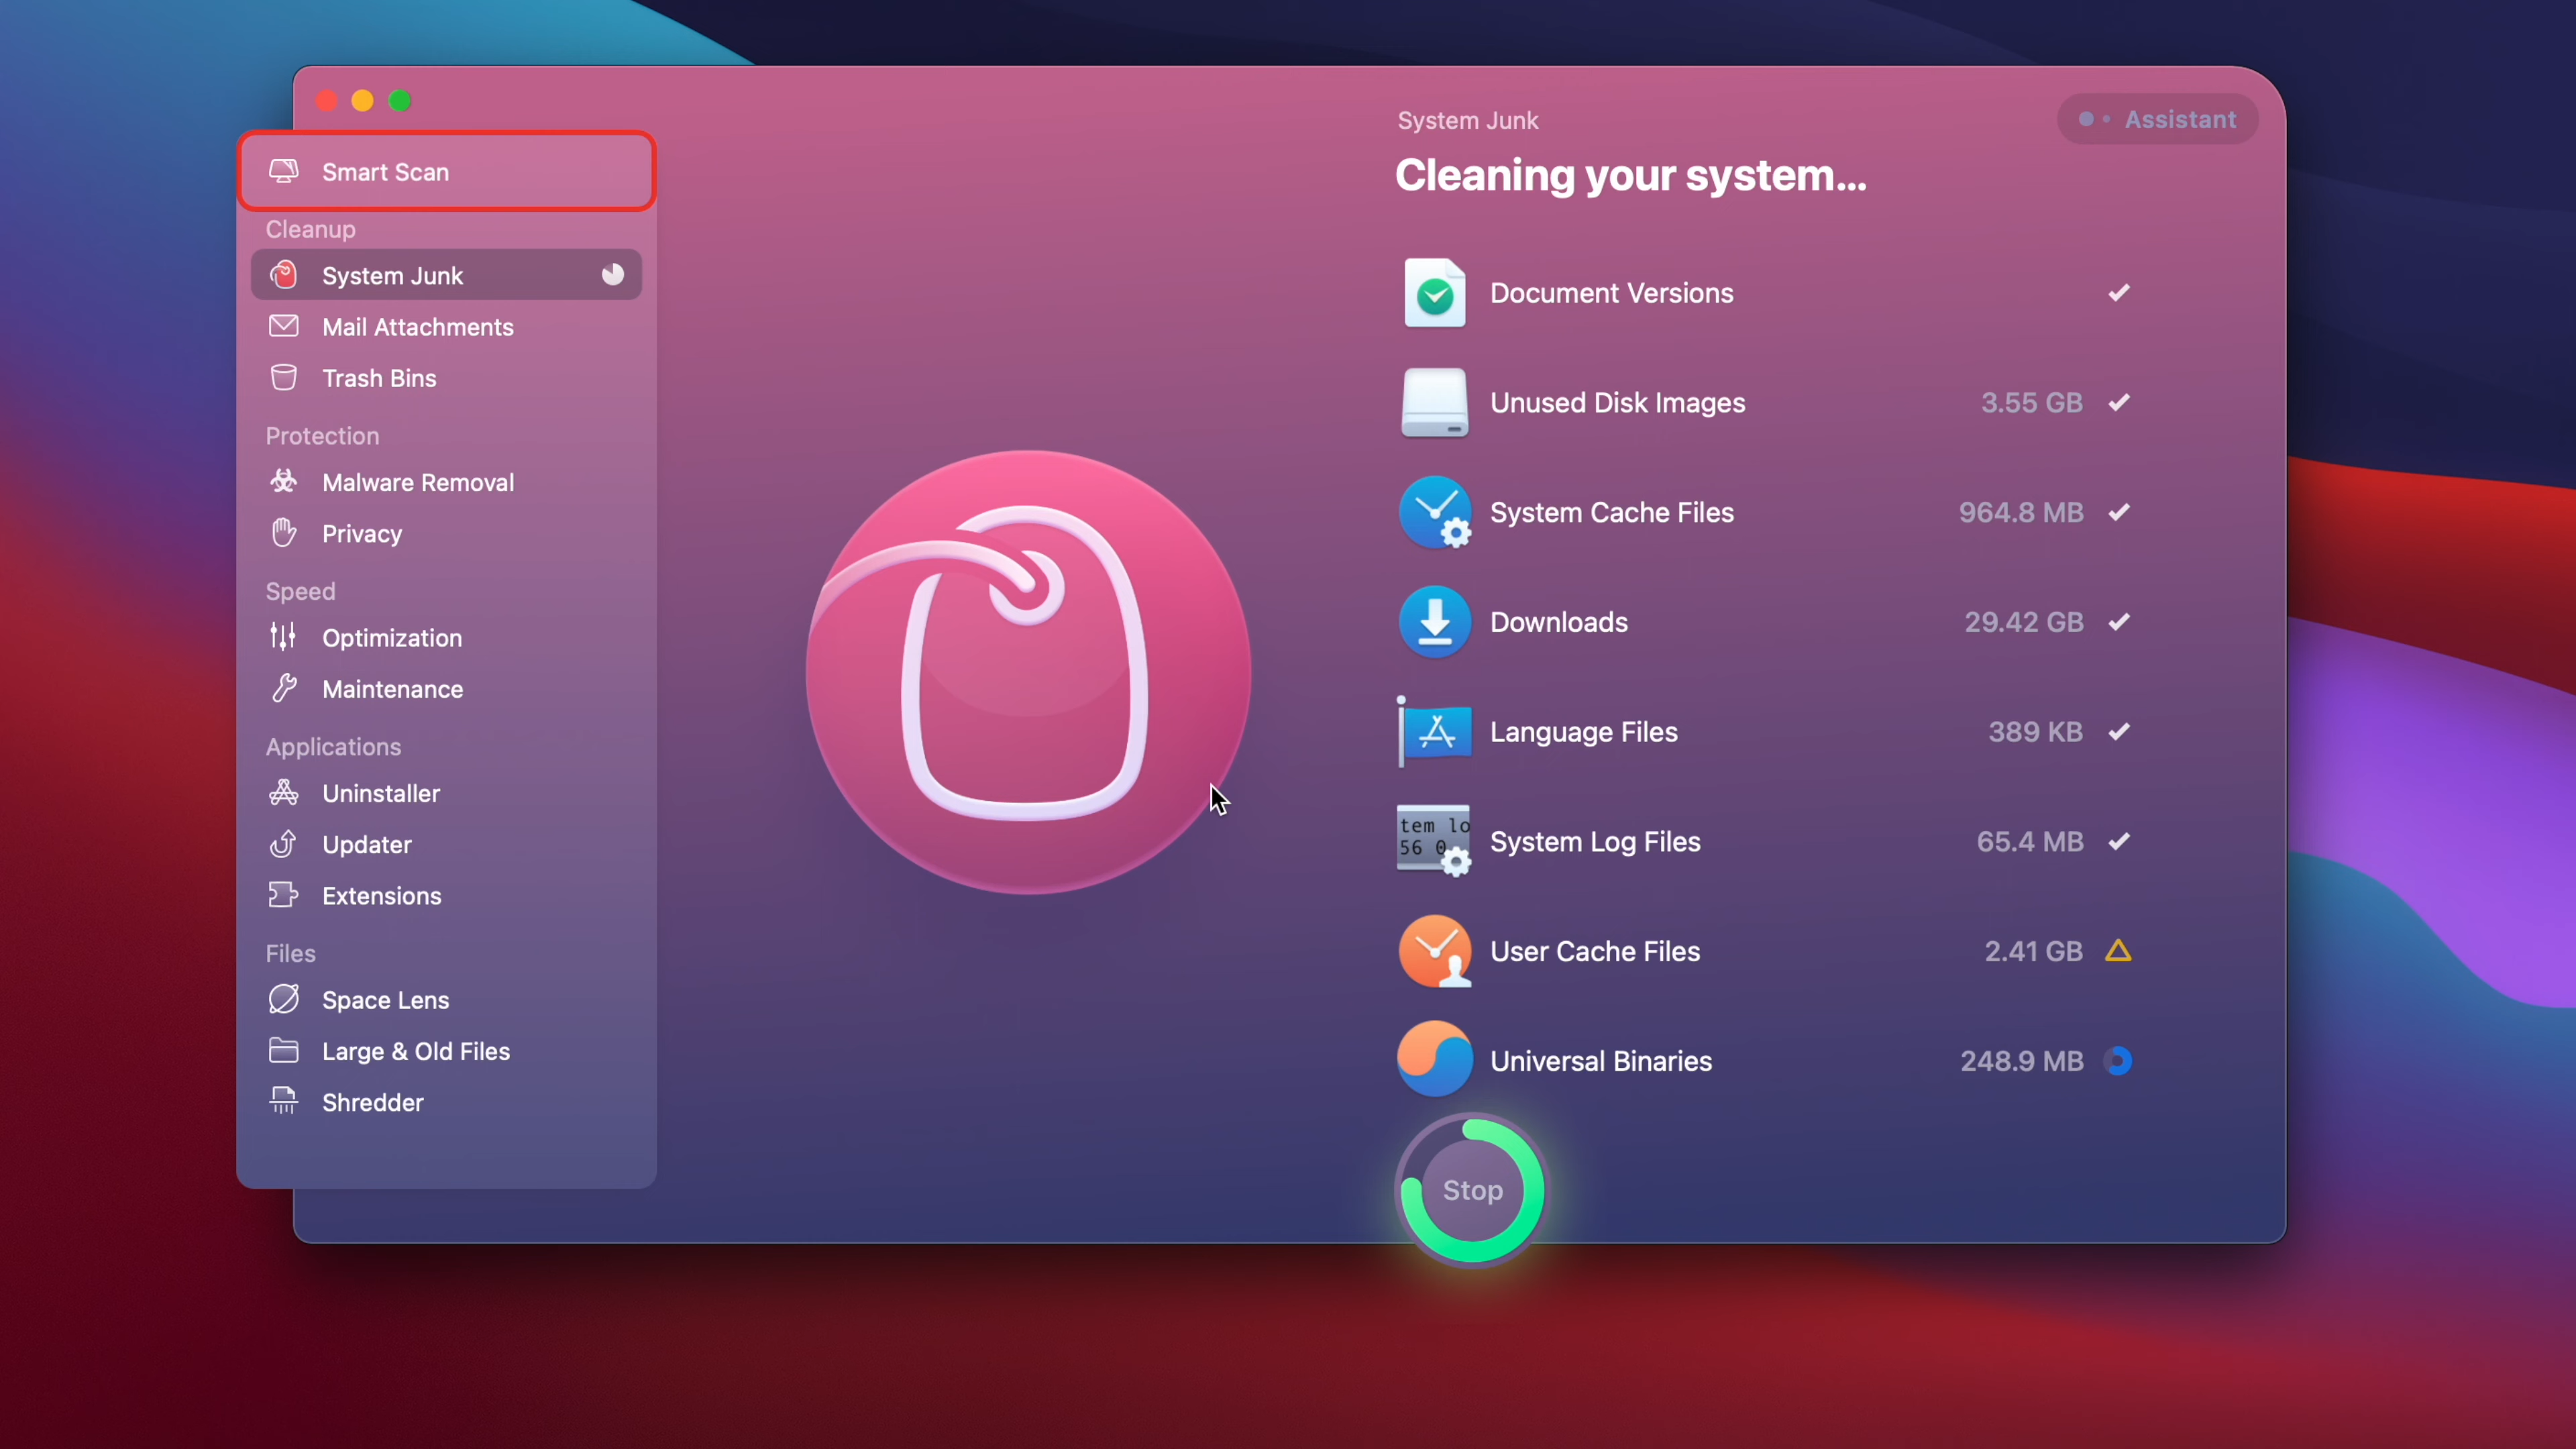 Smart Scan
Cleanup
System Junk
Mail Attachments
Trash Bins
Protection
Malware Removal
Privacy
Speed
Optimization
Maintenance
Applications
Uninstaller
Updater
Extensions
Files
Space Lens
Large & Old Files
Shredder
System Junk
Assistant
Cleaning your system...
Document Versions
Unused Disk Images 3.55 GB
System Cache Files 964.8 MB
Downloads 29.42 GB
Language Files 389 KB
tem lo
56 0
System Log Files 65.4 MB
User Cache Files 2.41 GB
Universal Binaries 248.9 MB
Stop